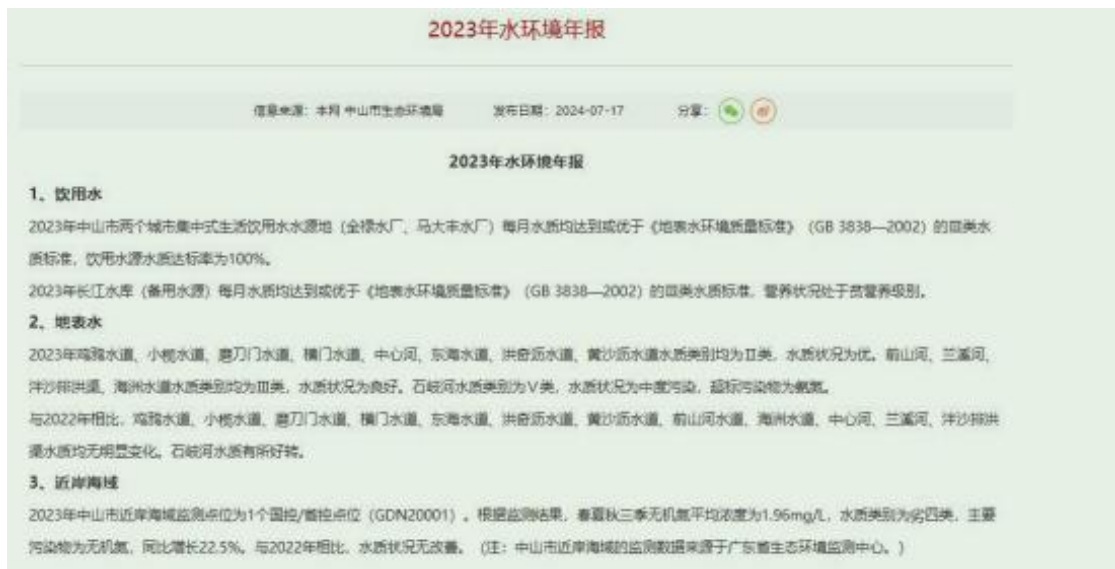 2023年水环境年报
信息来源：本网 中山市生态环境局 发布日期：2024-07-17 分享：
2023年水环境年报
1、饮用水
2023年中山市两个城市集中式生活饮用水水源地（全禄水厂、马大丰水厂）每月水质均达到或优于《地表水环境质量标准》（GB 3838—2002）的Ⅲ类水
质标准，饮用水源水质达标率为100%。
2023年长江水库（备用水源）每月水质均达到或优于《地表水环境质量标准》（GB 3838—2002）的Ⅲ类水质标准，营养状况处于贫营养级别。
2、地表水
2023年鸡鸦水道、小榄水道、磨刀门水道、横门水道、中心河、东海水道、洪奇沥水道、黄沙沥水道水质类别均为Ⅱ类，水质状况为优。前山河、兰溪河、
泮沙排洪渠、海洲水道水质类别均为Ⅲ类，水质状况为良好。石岐河水质类别为Ⅴ类，水质状况为中度污染，超标污染物为氨氮。
与2022年相比，鸡鸦水道、小榄水道、磨刀门水道、横门水道、东海水道、洪奇沥水道、黄沙沥水道、前山河水道、海洲水道、中心河、兰溪河、泮沙排洪
渠水质均无明显变化。石岐河水质有所好转。
3、近岸海域
2023年中山市近岸海域监测点位为1个国控/省控点位（GDN20001）。根据监测结果，春夏秋三季无机氮平均浓度为1.96mg/L，水质类别为劣四类，主要
污染物为无机氮，同比增长22.5%。与2022年相比，水质状况无改善。（注：中山市近岸海域的监测数据来源于广东省生态环境监测中心。）